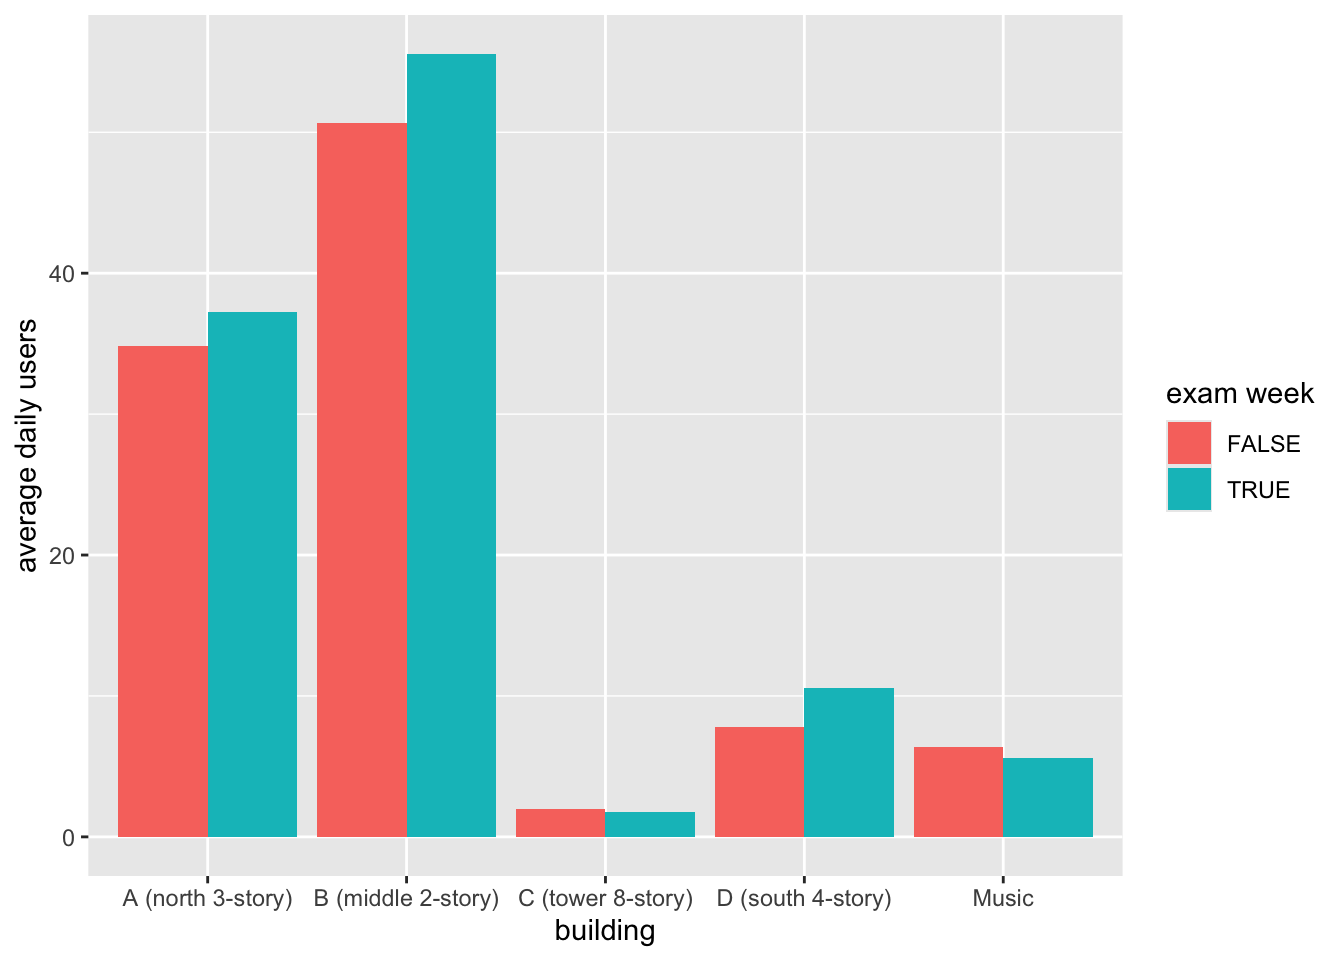 average daily users
40
20
0
A (north 3-story) B (middle 2-story) C (tower 8-story) D (south 4-story) Music
building
exam week
FALSE
TRUE